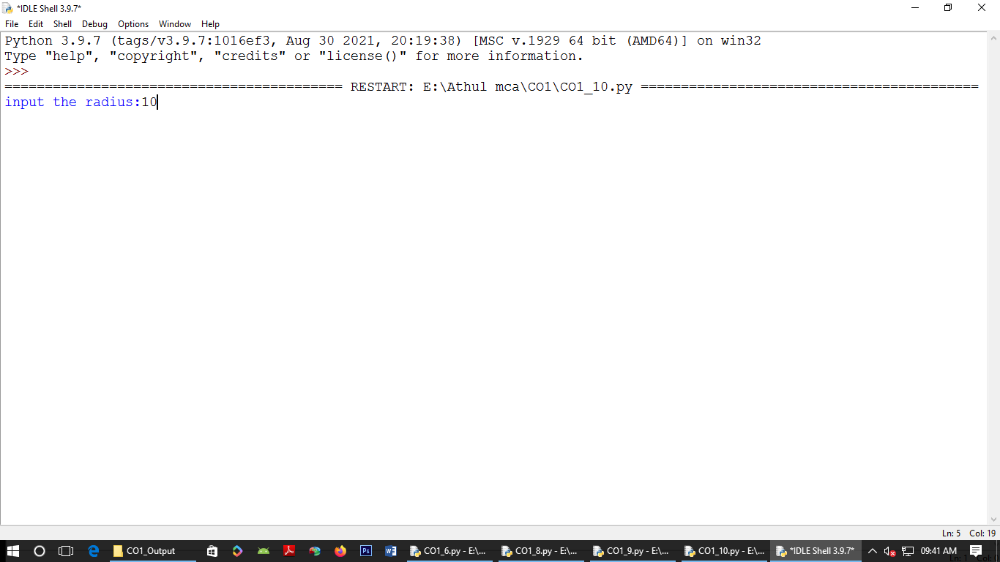 *IDLE Shell 3.9.7*
File Edit Shell Debug Options Window Help
Python 3.9.7 (tags/v3.9.7:1016ef3, Aug 30 2021, 20:19:38) [MSC v.1929 64 bit (AMD64)] on win32
Type "help", "copyright", "credits" or "license()" for more information.
>>>
========================================== RESTART: E:\Athul mca\CO1\CO1_10.py ==========================================
input the radius:10
Ln: 5 Col: 19
CO1_Output CO1_6.py - E:\... CO1_8.py - E:\... CO1_9.py - E:\... CO1_10.py - E:\... *IDLE Shell 3.9.7* 09:41 AM